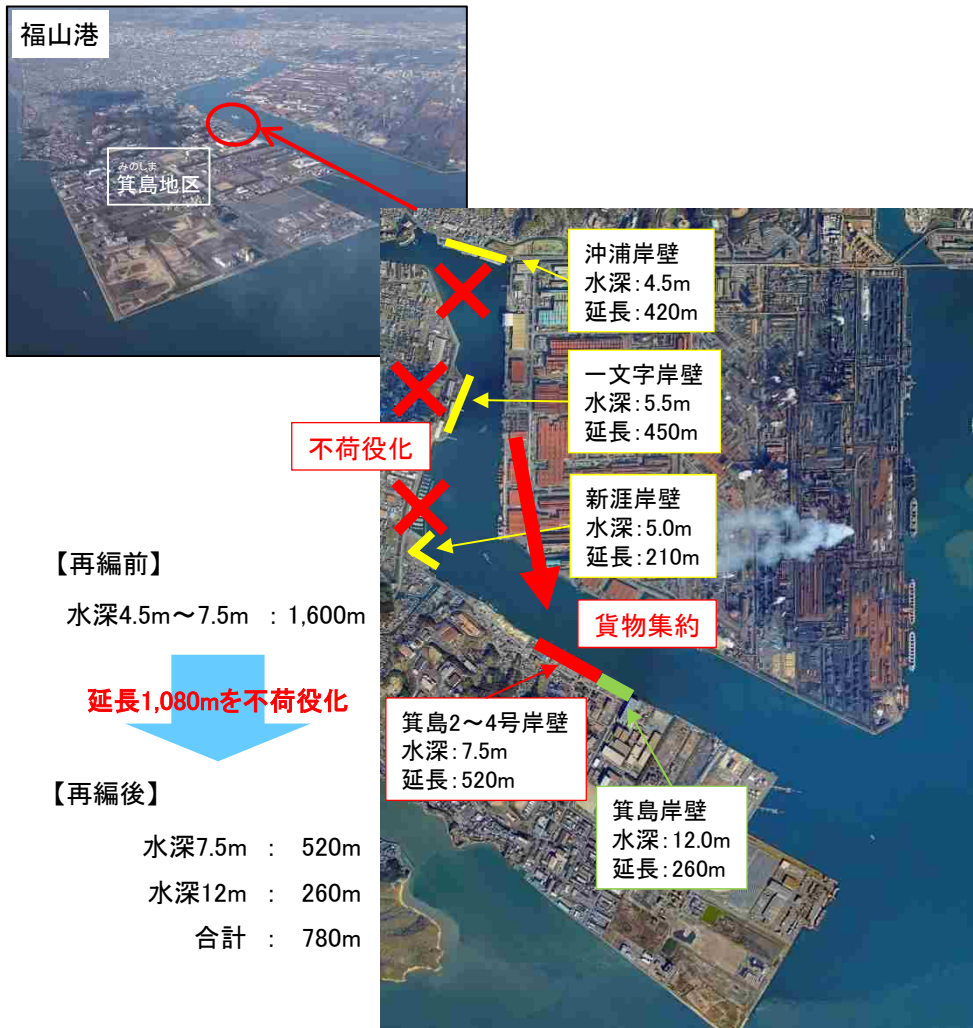 福山港
みのしま
箕島地区
沖浦岸壁
水深:4.5m
延長:420m
一文字岸壁
水深:5.5m
延長:450m
不荷役化
新涯岸壁
水深:5.0m
延長:210m
【再編前】
水深4.5m～7.5m : 1,600m
貨物集約
延長1,080mを不荷役化
箕島2～4号岸壁
水深:7.5m
延長:520m
【再編後】
水深7.5m : 520m
水深12m : 260m
合計 : 780m
箕島岸壁
水深:12.0m
延長:260m